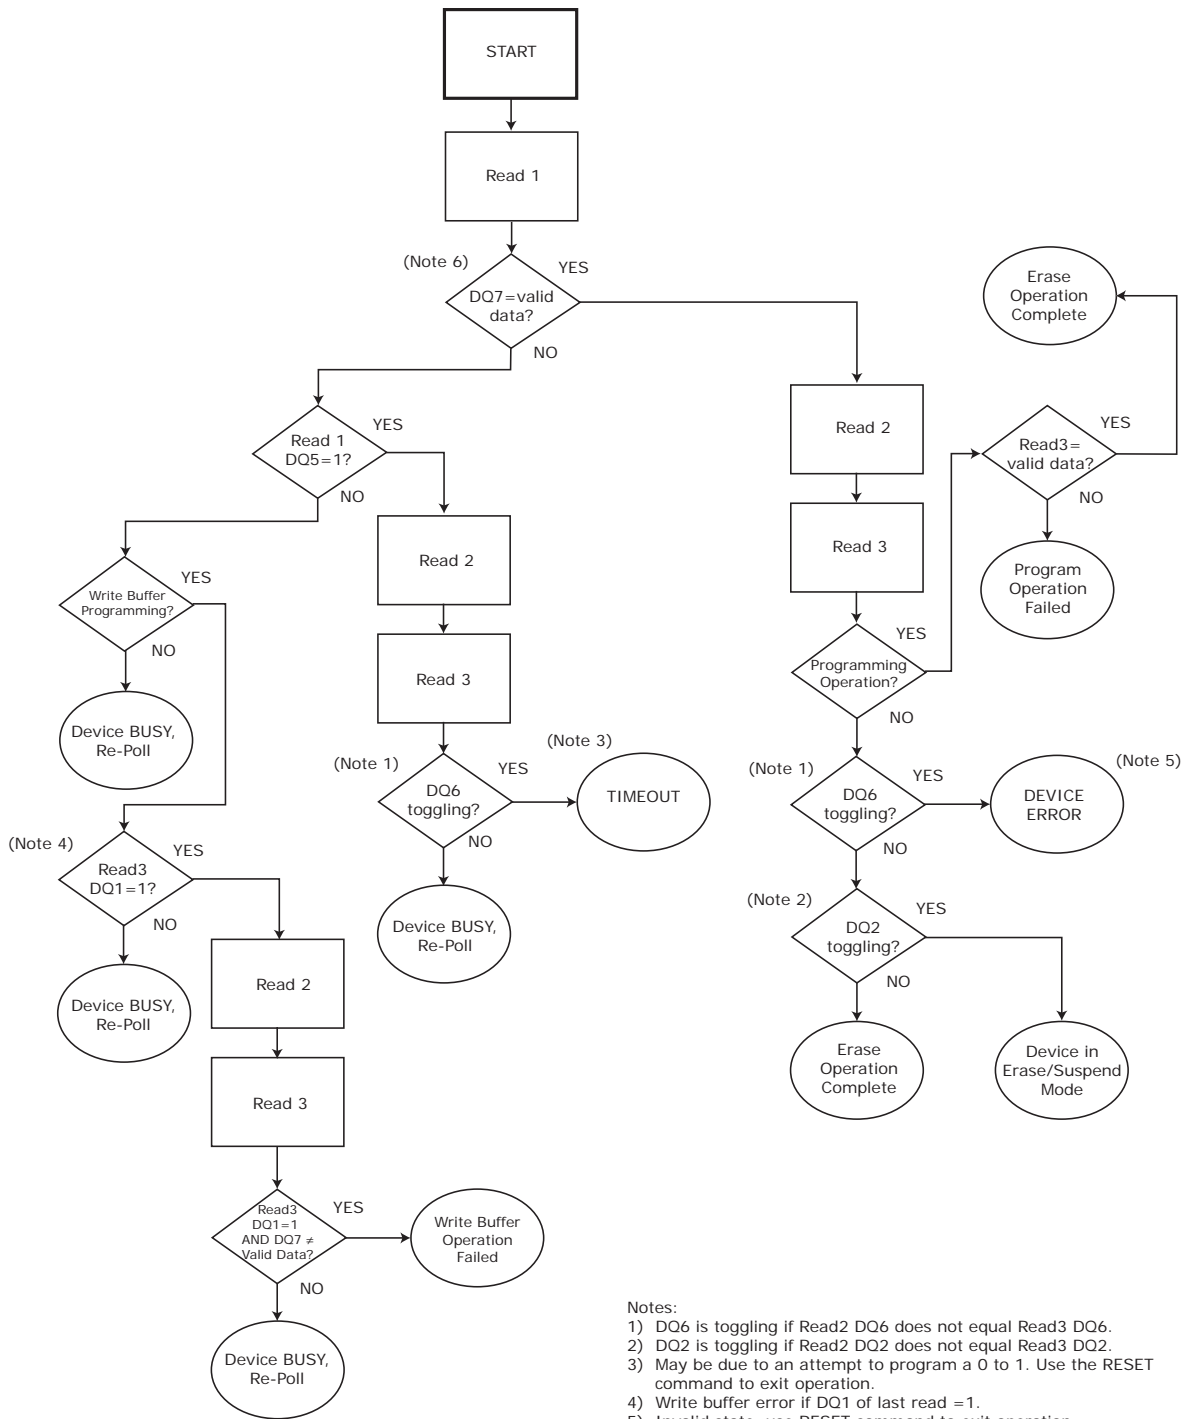 START
Read 1
(Note 6)
YES
DQ7=valid
data?
NO
Erase
Operation
Complete
Read 1
DQ5=1?
YES
NO
Read 2
Read3=
valid data?
YES
NO
Write Buffer
Programming?
YES
NO
Read 2
Read 3
Program
Operation
Failed
Device BUSY,
Re-Poll
Read 3
Programming
Operation?
YES
NO
(Note 1)
DQ6
toggling?
YES
NO
(Note 3)
TIMEOUT
(Note 1)
DQ6
toggling?
YES
NO
DEVICE
ERROR
(Note 5)
(Note 4)
Read3
DQ1=1?
YES
NO
Device BUSY,
Re-Poll
(Note 2)
DQ2
toggling?
YES
NO
Device BUSY,
Re-Poll
Read 2
Read 3
Erase
Operation
Complete
Device in
Erase/Suspend
Mode
Read3
DQ1=1
AND DQ7 ≠
Valid Data?
YES
NO
Write Buffer
Operation
Failed
Device BUSY,
Re-Poll
Notes:
1) DQ6 is toggling if Read2 DQ6 does not equal Read3 DQ6.
2) DQ2 is toggling if Read2 DQ2 does not equal Read3 DQ2.
3) May be due to an attempt to program a 0 to 1. Use the RESET
command to exit operation.
4) Write buffer error if DQ1 of last read =1.
5) Invalid state, use RESET command to exit operation.